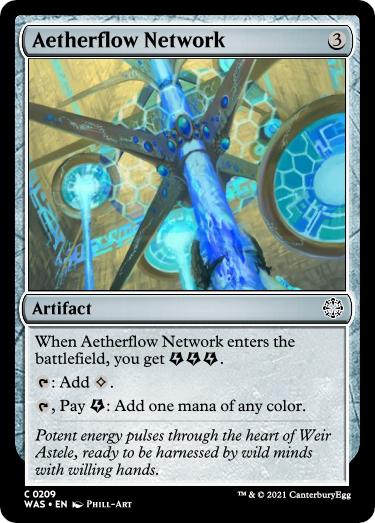 Aetherflow Network 3
Artifact
When Aetherflow Network enters the
battlefield, you get
: Add
, Pay : Add one mana of any color.
Potent energy pulses through the heart of Weir
Astele, ready to be harnessed by wild minds
with willing hands.
C 0209
WAS • EN Phill-Art
™ & © 2021 CanterburyEgg